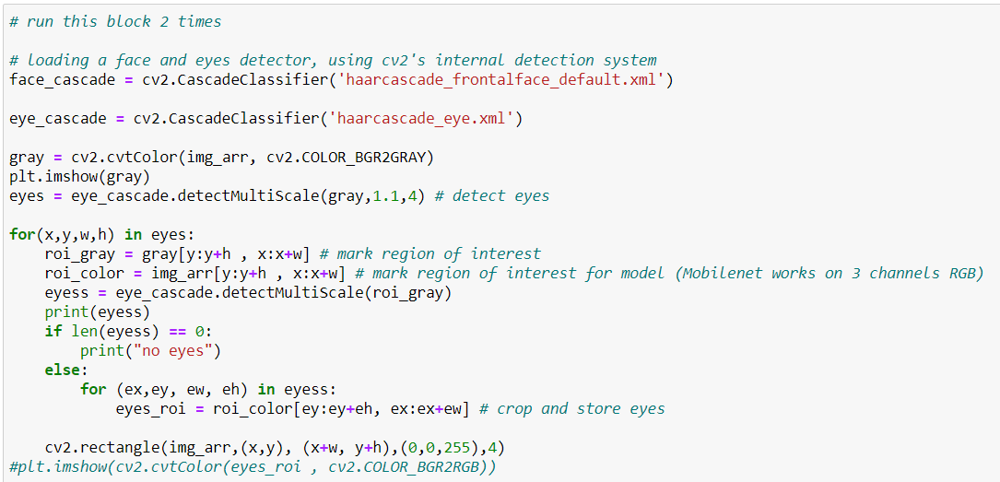 # run this block 2 times

# loading a face and eyes detector, using cv2's internal detection system
face_cascade = cv2.CascadeClassifier('haarcascade_frontalface_default.xml')

eye_cascade = cv2.CascadeClassifier('haarcascade_eye.xml')

gray = cv2.cvtColor(img_arr, cv2.COLOR_BGR2GRAY)
plt.imshow(gray)
eyes = eye_cascade.detectMultiScale(gray,1.1,4) # detect eyes

for(x,y,w,h) in eyes:
    roi_gray = gray[y:y+h , x:x+w] # mark region of interest
    roi_color = img_arr[y:y+h , x:x+w] # mark region of interest for model (Mobilenet works on 3 channels RGB)
    eyess = eye_cascade.detectMultiScale(roi_gray)
    print(eyess)
    if len(eyess) == 0:
        print("no eyes")
    else:
        for (ex,ey, ew, eh) in eyess:
            eyes_roi = roi_color[ey:ey+eh, ex:ex+ew] # crop and store eyes

    cv2.rectangle(img_arr,(x,y), (x+w, y+h),(0,0,255),4)
#plt.imshow(cv2.cvtColor(eyes_roi , cv2.COLOR_BGR2RGB))